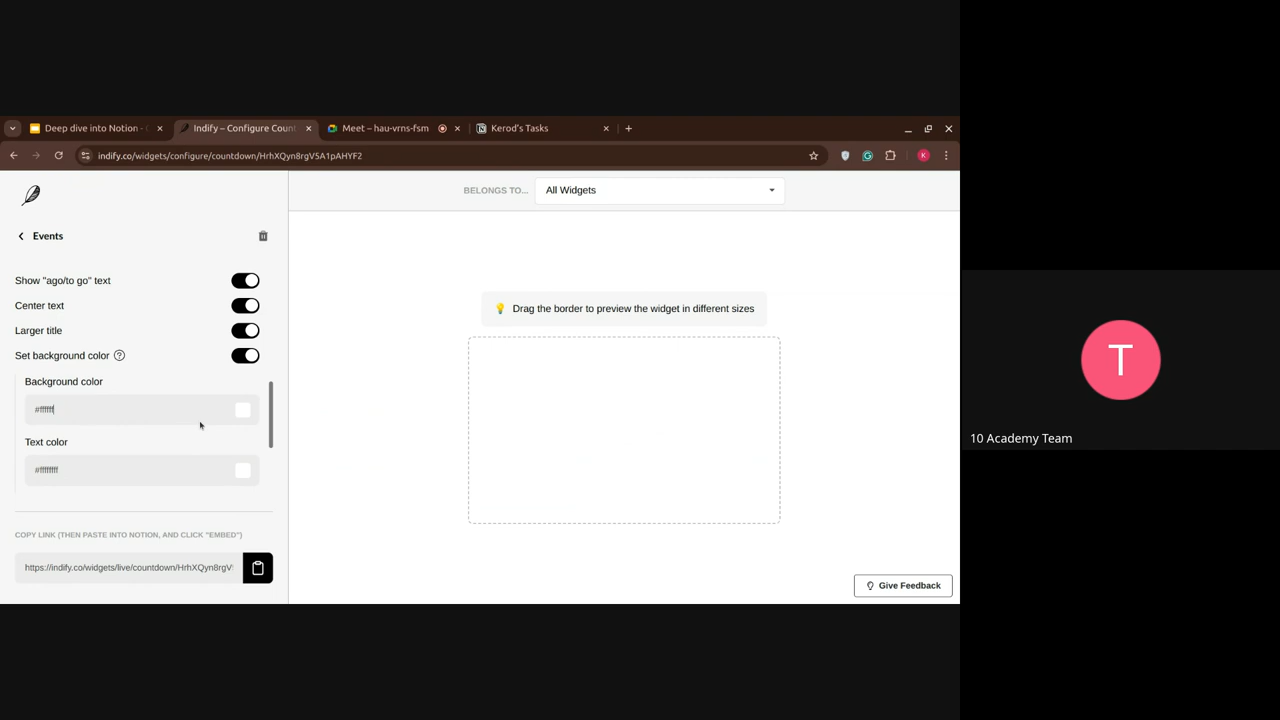 Deep dive into Notion -
Indify – Configure Count
Meet – hau-vrns-fsm
Kerod's Tasks
indify.co/widgets/configure/countdown/HrhXQyn8rgV5A1pAHYF2
K
BELONGS TO...
All Widgets
Events
Show "ago/to go" text
Center text
Larger title
Set background color ?
Background color
#ffffff
Text color
💡 Drag the border to preview the widget in different sizes
COPY LINK (THEN PASTE INTO NOTION, AND CLICK "EMBED")
https://indify.co/widgets/live/countdown/HrhXQyn8rgV
Give Feedback
T
10 Academy Team